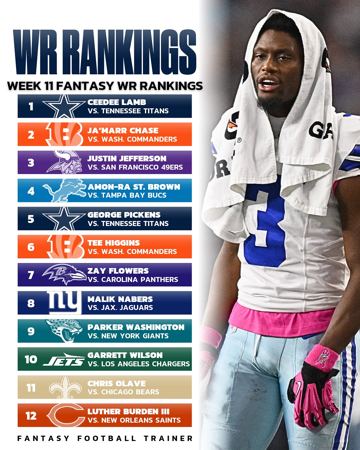 WR RANKINGS
WEEK 11 FANTASY WR RANKINGS
1 CEEDEE LAMB
VS. TENNESSEE TITANS
2 JA'MARR CHASE
VS. WASH. COMMANDERS
3 JUSTIN JEFFERSON
VS. SAN FRANCISCO 49ERS
4 AMON-RA ST. BROWN
VS. TAMPA BAY BUCS
5 GEORGE PICKENS
VS. TENNESSEE TITANS
6 TEE HIGGINS
VS. WASH. COMMANDERS
7 ZAY FLOWERS
VS. CAROLINA PANTHERS
8 ny MALIK NABERS
VS. JAX. JAGUARS
9 PARKER WASHINGTON
VS. NEW YORK GIANTS
10 JETS GARRETT WILSON
VS. LOS ANGELES CHARGERS
11 CHRIS OLAVE
VS. CHICAGO BEARS
12 LUTHER BURDEN III
VS. NEW ORLEANS SAINTS
FANTASY FOOTBALL TRAINER
GA
3